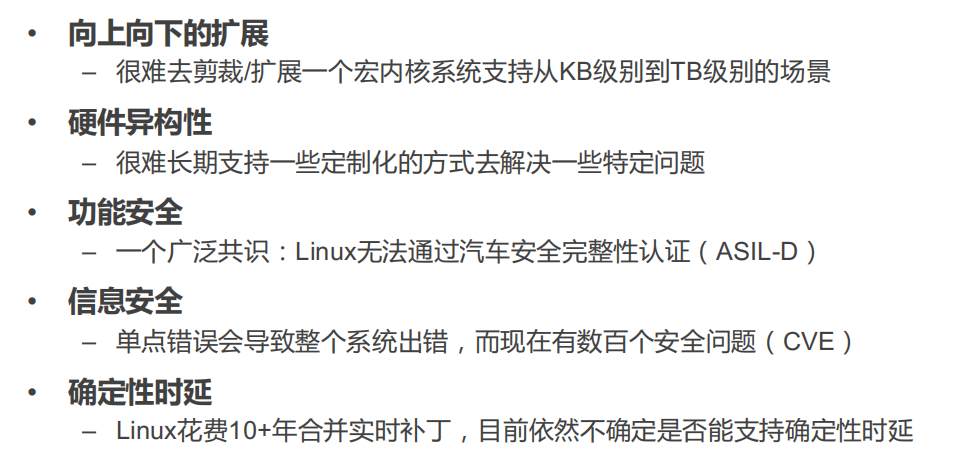 • 向上向下的扩展
– 很难去剪裁/扩展一个宏内核系统支持从KB级别到TB级别的场景
• 硬件异构性
– 很难长期支持一些定制化的方式去解决一些特定问题
• 功能安全
– 一个广泛共识：Linux无法通过汽车安全完整性认证（ASIL-D）
• 信息安全
– 单点错误会导致整个系统出错，而现在有数百个安全问题（CVE）
• 确定性时延
– Linux花费10+年合并实时补丁，目前依然不确定是否能支持确定性时延